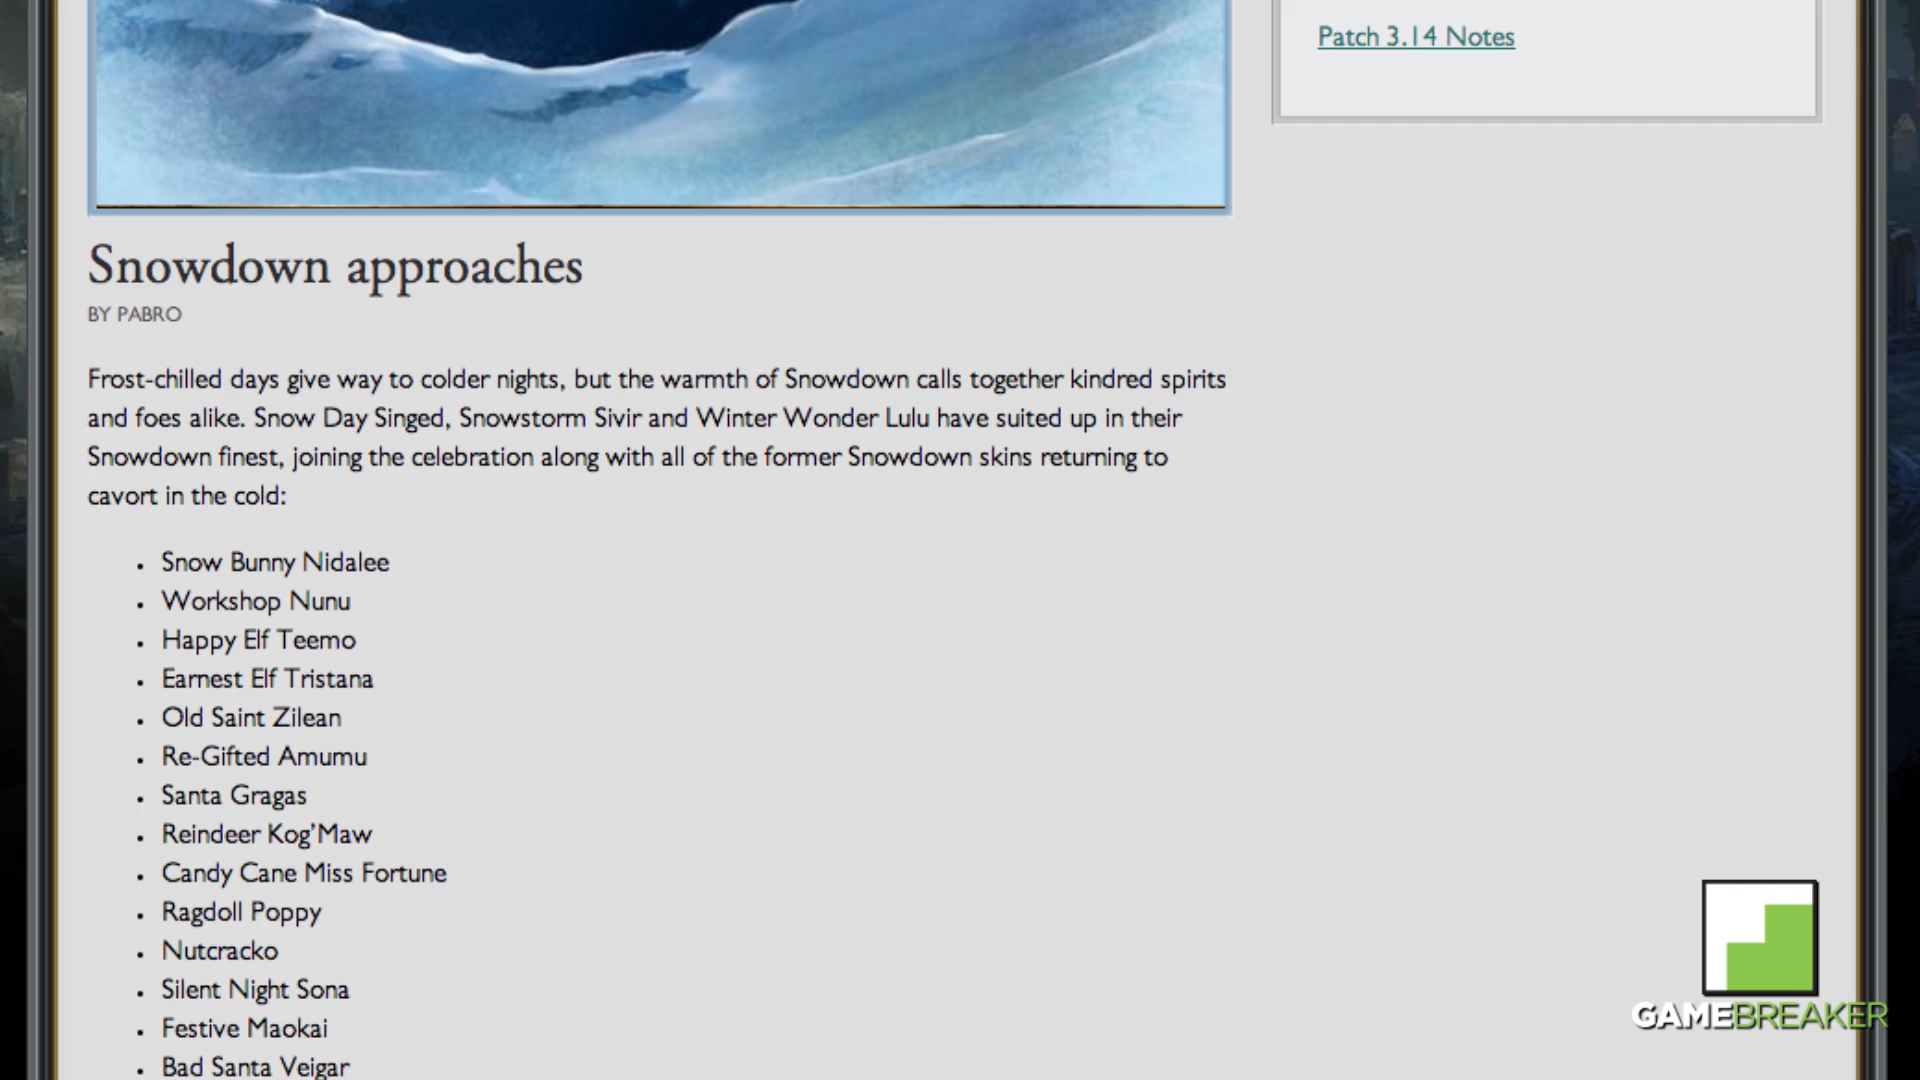 Patch 3.14 Notes
Snowdown approaches
BY PABRO
Frost-chilled days give way to colder nights, but the warmth of Snowdown calls together kindred spirits
and foes alike. Snow Day Singed, Snowstorm Sivir and Winter Wonder Lulu have suited up in their
Snowdown finest, joining the celebration along with all of the former Snowdown skins returning to
cavort in the cold:
• Snow Bunny Nidalee
• Workshop Nunu
• Happy Elf Teemo
• Earnest Elf Tristana
• Old Saint Zilean
• Re-Gifted Amumu
• Santa Gragas
• Reindeer Kog’Maw
• Candy Cane Miss Fortune
• Ragdoll Poppy
• Nutcracko
• Silent Night Sona
• Festive Maokai
• Bad Santa Veigar
GAMEBREAKER